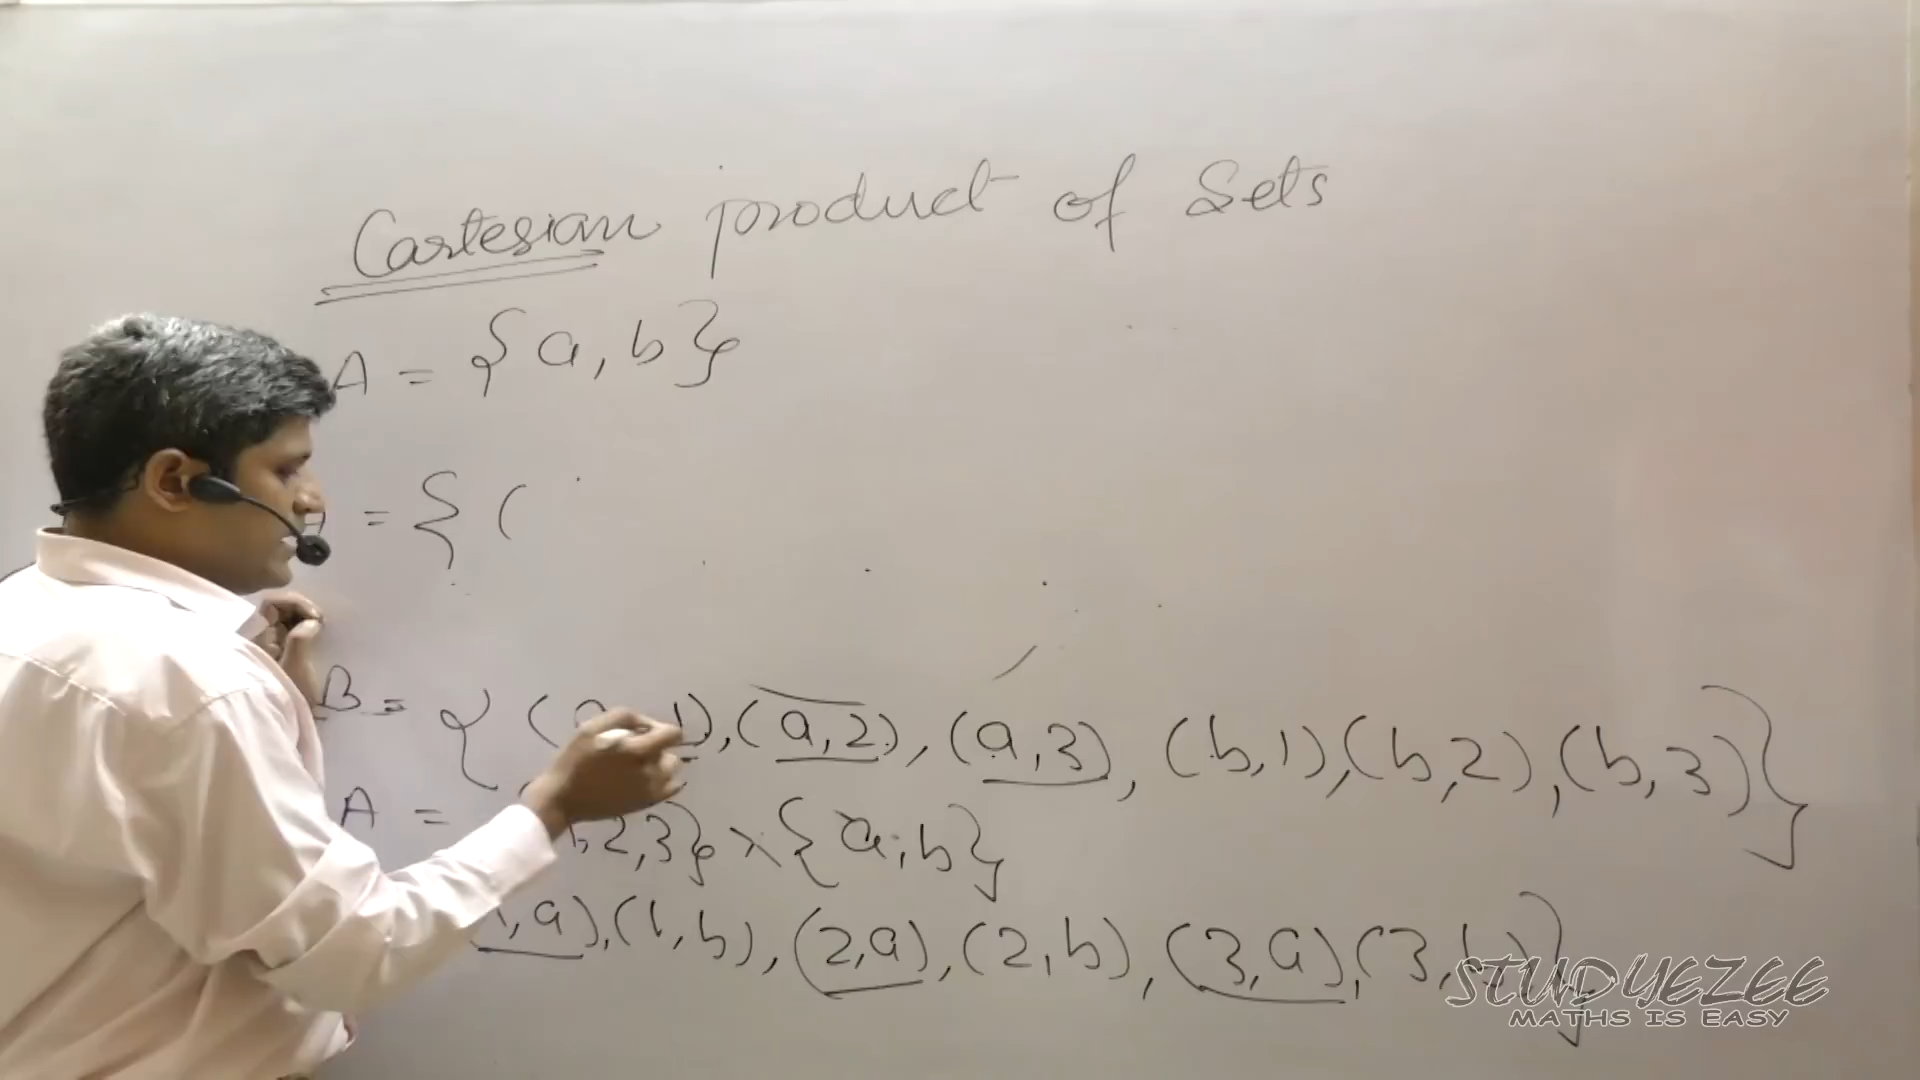 Cartesian product of Sets
A = {a, b}
= { (
B = { (a, 1), (a, 2), (a, 3), (b, 1), (b, 2), (b, 3) }
A = 2, 3} × {a, b}
, a), (1, b), (2, a), (2, b), (3, a), (3, b) }
STUDYEZEE
MATHS IS EASY